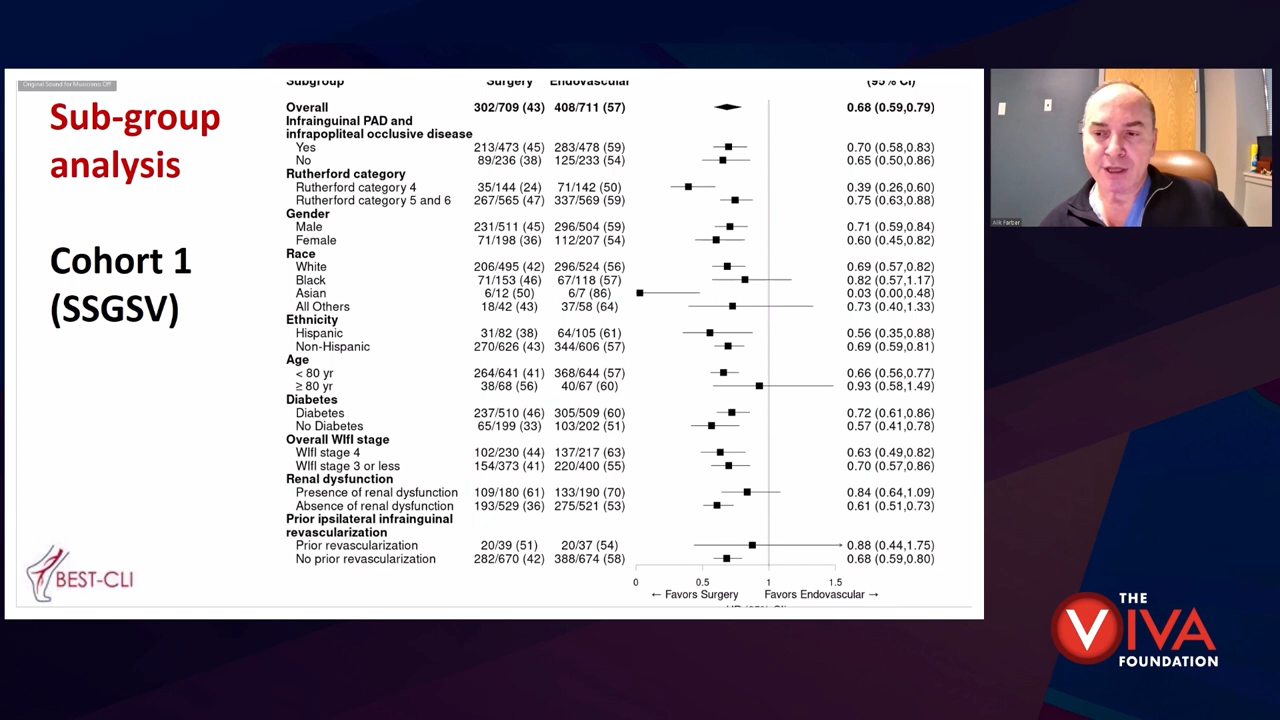 Original Sound for Musicians: Off
Sub-group
analysis
Cohort 1
(SSGSV)
Subgroup Surgery Endovascular (95% CI)
Overall 302/709 (43) 408/711 (57) 0.68 (0.59,0.79)
Infrainguinal PAD and
infrapopliteal occlusive disease
Yes 213/473 (45) 283/478 (59) 0.70 (0.58,0.83)
No 89/236 (38) 125/233 (54) 0.65 (0.50,0.86)
Rutherford category
Rutherford category 4 35/144 (24) 71/142 (50) 0.39 (0.26,0.60)
Rutherford category 5 and 6 267/565 (47) 337/569 (59) 0.75 (0.63,0.88)
Gender
Male 231/511 (45) 296/504 (59) 0.71 (0.59,0.84)
Female 71/198 (36) 112/207 (54) 0.60 (0.45,0.82)
Race
White 206/495 (42) 296/524 (56) 0.69 (0.57,0.82)
Black 71/153 (46) 67/118 (57) 0.82 (0.57,1.17)
Asian 6/12 (50) 6/7 (86) 0.03 (0.00,0.48)
All Others 18/42 (43) 37/58 (64) 0.73 (0.40,1.33)
Ethnicity
Hispanic 31/82 (38) 64/105 (61) 0.56 (0.35,0.88)
Non-Hispanic 270/626 (43) 344/606 (57) 0.69 (0.59,0.81)
Age
< 80 yr 264/641 (41) 368/644 (57) 0.66 (0.56,0.77)
≥ 80 yr 38/68 (56) 40/67 (60) 0.93 (0.58,1.49)
Diabetes
Diabetes 237/510 (46) 305/509 (60) 0.72 (0.61,0.86)
No Diabetes 65/199 (33) 103/202 (51) 0.57 (0.41,0.78)
Overall WIfI stage
WIfI stage 4 102/230 (44) 137/217 (63) 0.63 (0.49,0.82)
WIfI stage 3 or less 154/373 (41) 220/400 (55) 0.70 (0.57,0.86)
Renal dysfunction
Presence of renal dysfunction 109/180 (61) 133/190 (70) 0.84 (0.64,1.09)
Absence of renal dysfunction 193/529 (36) 275/521 (53) 0.61 (0.51,0.73)
Prior ipsilateral infrainguinal
revascularization
Prior revascularization 20/39 (51) 20/37 (54) 0.88 (0.44,1.75)
No prior revascularization 282/670 (42) 388/674 (58) 0.68 (0.59,0.80)
0 0.5 1 1.5
← Favors Surgery Favors Endovascular →
BEST-CLI
Alik Farber
THE
VIVA
FOUNDATION